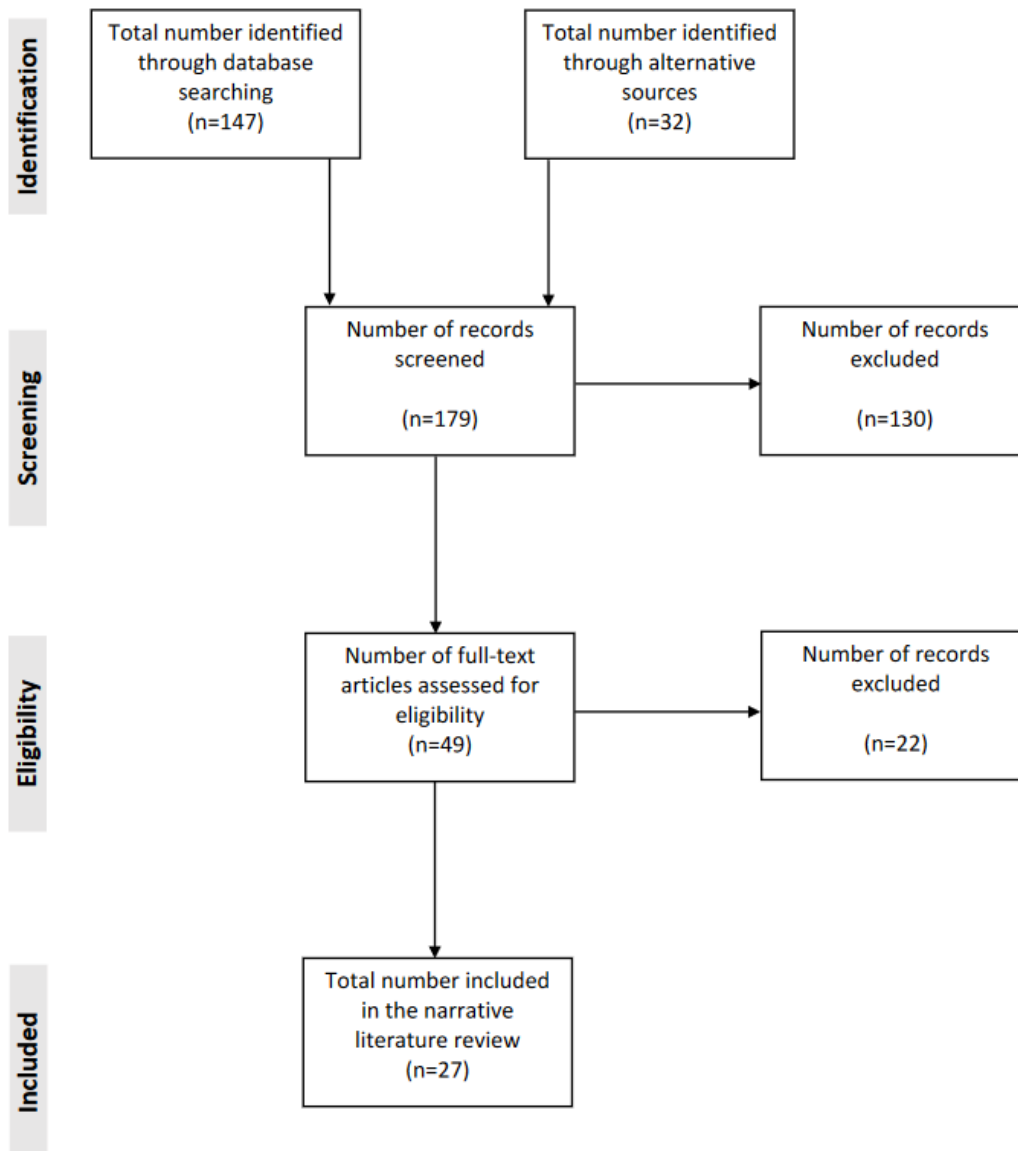 Identification
Total number identified
through database
searching
(n=147)
Total number identified
through alternative
sources
(n=32)
Screening
Number of records
screened
(n=179)
Number of records
excluded
(n=130)
Eligibility
Number of full-text
articles assessed for
eligibility
(n=49)
Number of records
excluded
(n=22)
Included
Total number included
in the narrative
literature review
(n=27)